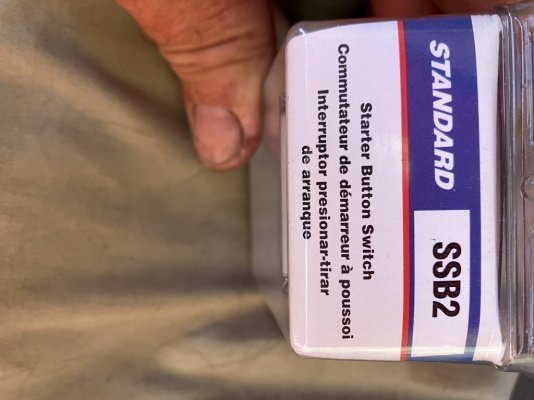 STANDARD SSB2
Starter Button Switch
Commutateur de démarreur à poussoi
Interruptor presionar-tirar
de arranque